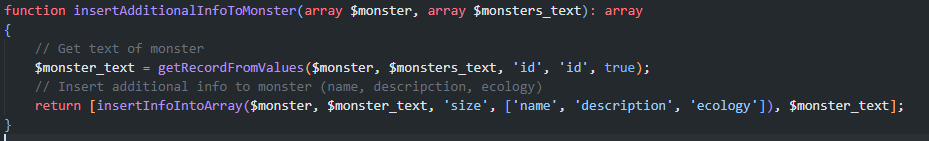 function insertAdditionalInfoToMonster(array $monster, array $monsters_text): array
{
// Get text of monster
$monster_text = getRecordFromValues($monster, $monsters_text, 'id', 'id', true);
// Insert additional info to monster (name, descripction, ecology)
return [insertInfoIntoArray($monster, $monster_text, 'size', ['name', 'description', 'ecology']), $monster_text];
}